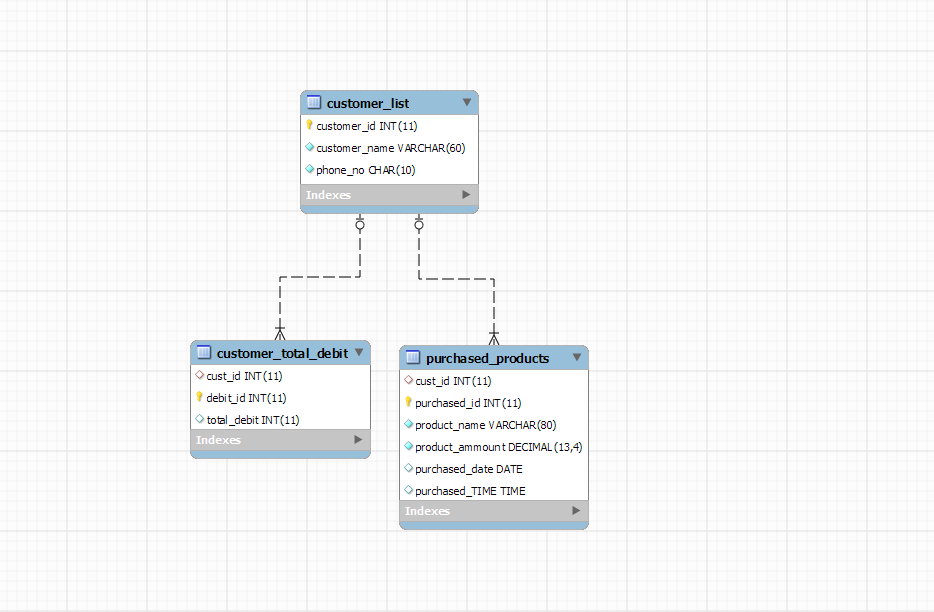 customer_list
customer_id INT(11)
customer_name VARCHAR(60)
phone_no CHAR(10)
Indexes
customer_total_debit
cust_id INT(11)
debit_id INT(11)
total_debit INT(11)
Indexes
purchased_products
cust_id INT(11)
purchased_id INT(11)
product_name VARCHAR(80)
product_ammount DECIMAL(13,4)
purchased_date DATE
purchased_TIME TIME
Indexes